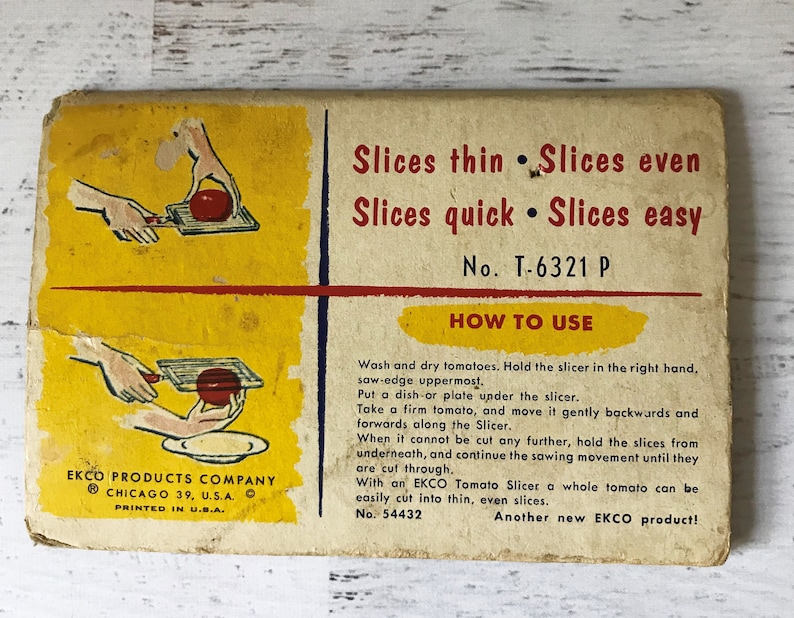 Slices thin • Slices even
Slices quick • Slices easy
No. T-6321 P
HOW TO USE
Wash and dry tomatoes. Hold the slicer in the right hand,
saw-edge uppermost.
Put a dish or plate under the slicer.
Take a firm tomato, and move it gently backwards and
forwards along the Slicer.
When it cannot be cut any further, hold the slices from
underneath, and continue the sawing movement until they
are cut through.
With an EKCO Tomato Slicer a whole tomato can be
easily cut into thin, even slices.
No. 54432 Another new EKCO product!
EKCO PRODUCTS COMPANY
® CHICAGO 39, U.S.A. ©
PRINTED IN U.S.A.